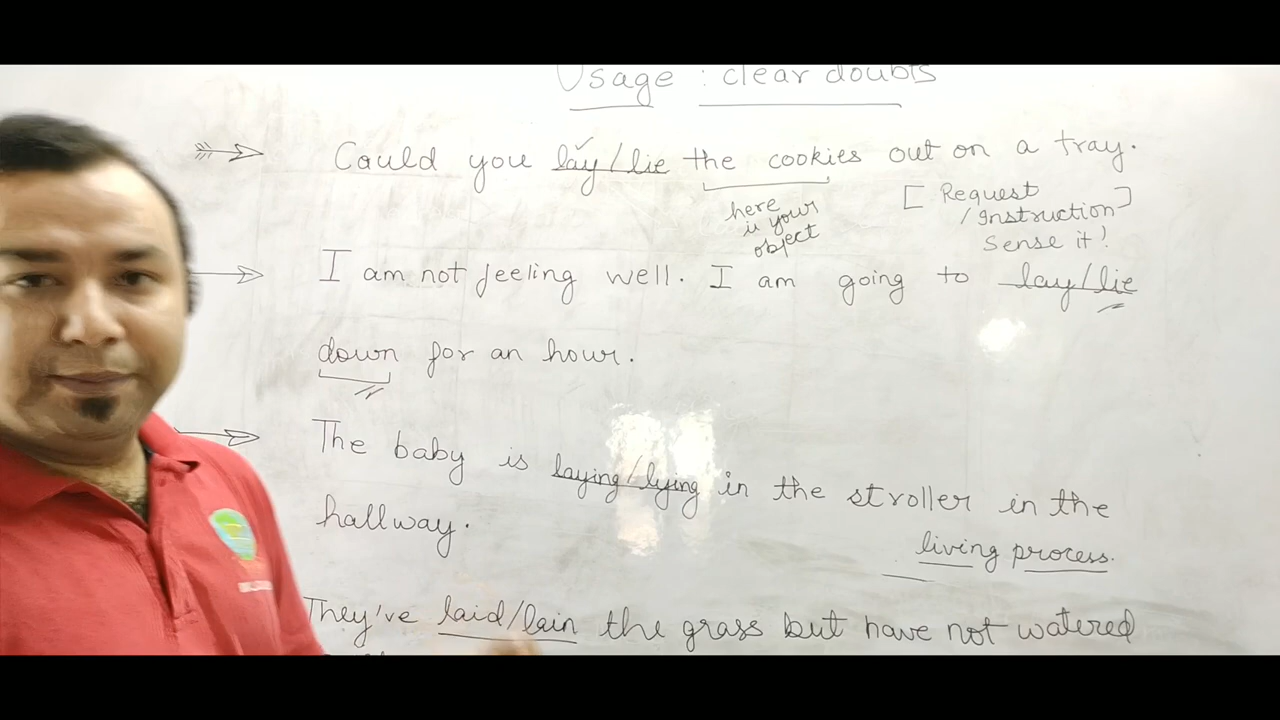 Usage : clear doubts
Could you lay/lie the cookies out on a tray.
here
is your
object
[ Request
/Instruction ]
Sense it!
I am not feeling well. I am going to lay/lie
down for an hour.
The baby is laying/lying in the stroller in the
hallway.
living process.
They've laid/lain the grass but have not watered